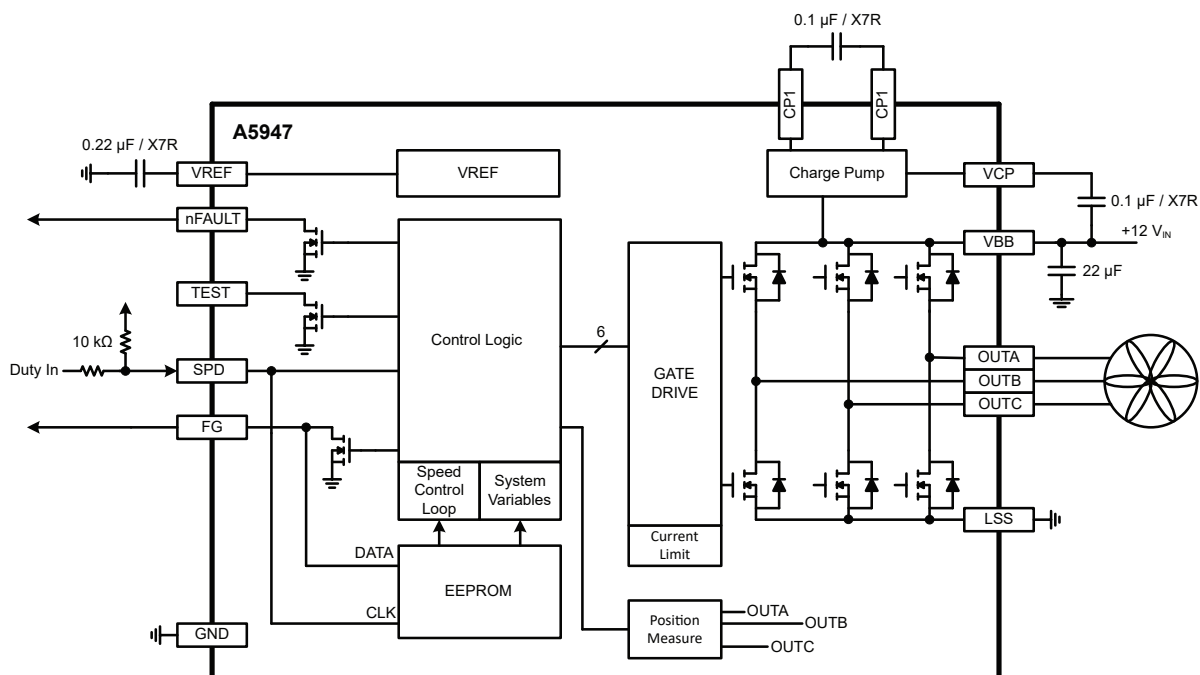 0.1 µF / X7R
CP1
CP1
A5947
0.22 µF / X7R
VREF
VREF
Charge Pump
VCP
0.1 µF / X7R
nFAULT
+12 VIN
VBB
22 µF
TEST
Control Logic
6
10 kΩ
Duty In
SPD
GATE
DRIVE
OUTA
OUTB
OUTC
FG
Speed
Control
Loop
System
Variables
LSS
Current
Limit
DATA
EEPROM
CLK
Position
Measure
OUTA
OUTB
OUTC
GND